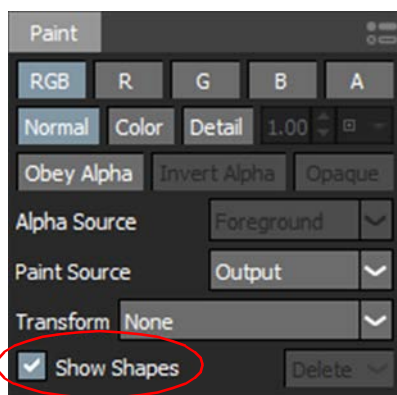 Paint
RGB R G B A
Normal Color Detail 1.00
Obey Alpha Invert Alpha Opaque
Alpha Source Foreground
Paint Source Output
Transform None
Show Shapes Delete